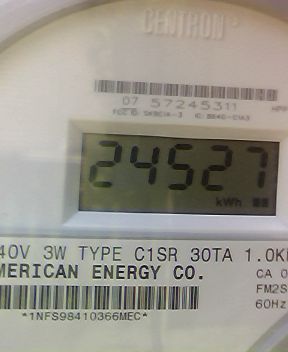 CENTRON
07 57245311
24527
kWh
40V 3W TYPE C1SR 30TA 1.0K
MERICAN ENERGY CO.
CA 0
FM2S
60Hz
*1NFS98410366MEC*